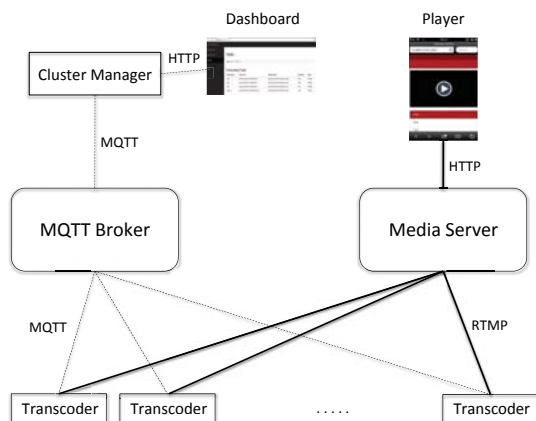 Dashboard
Player
HTTP
Cluster Manager
MQTT
HTTP
MQTT Broker
Media Server
MQTT
RTMP
Transcoder
Transcoder
. . . . .
Transcoder